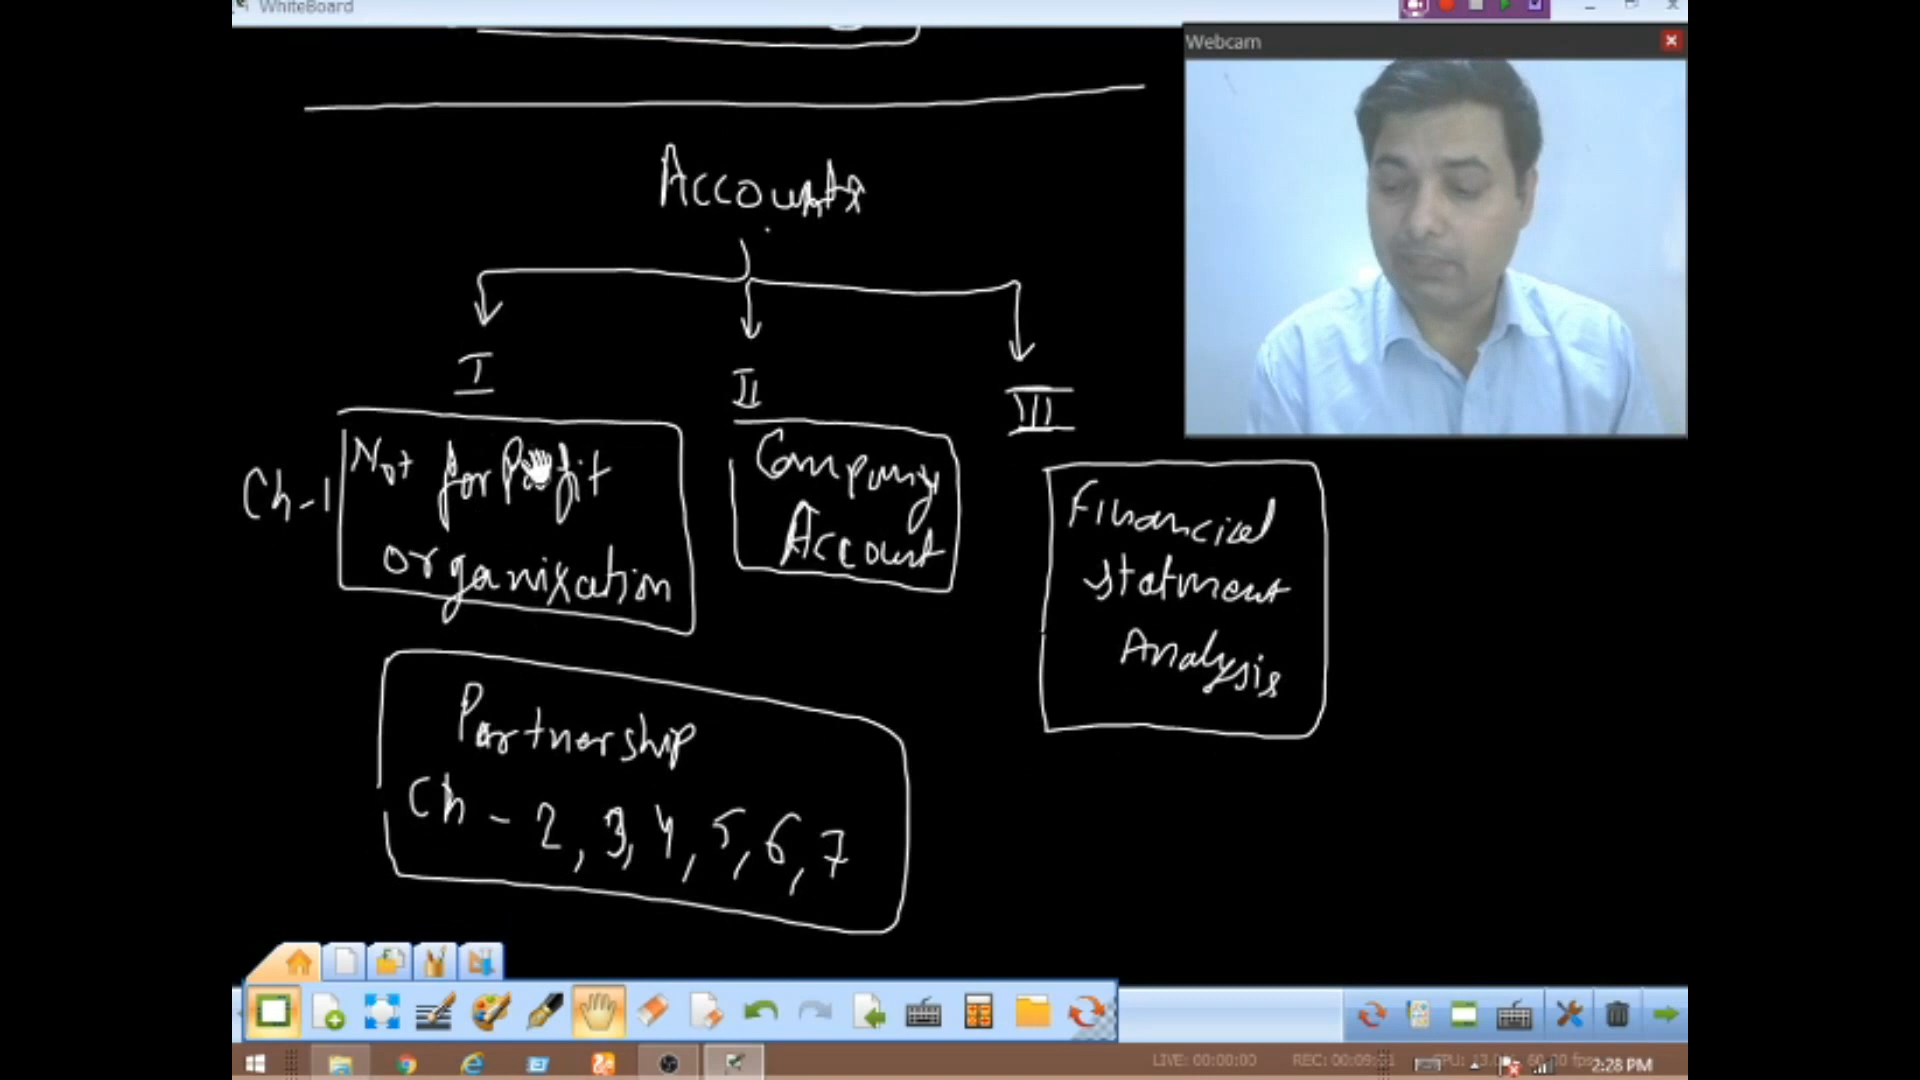 WhiteBoard
Webcam
Accounts
I
II
III
Ch-1
Not for Profit
organization
Company
Account
Financial
Statment
Analysis
Partnership
Ch - 2, 3, 4, 5, 6, 7
LIVE: 00:00:00
2:28 PM